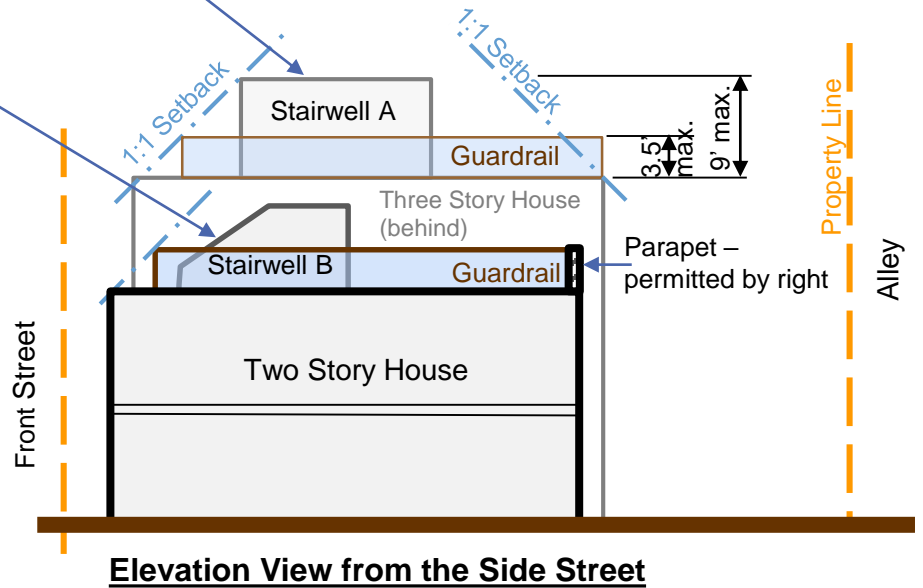 1:1 Setback
1:1 Setback
Stairwell A
Guardrail
3.5'
max.
9' max.
Property Line
Alley
Three Story House
(behind)
Stairwell B
Guardrail
Parapet –
permitted by right
Two Story House
Front Street
Elevation View from the Side Street